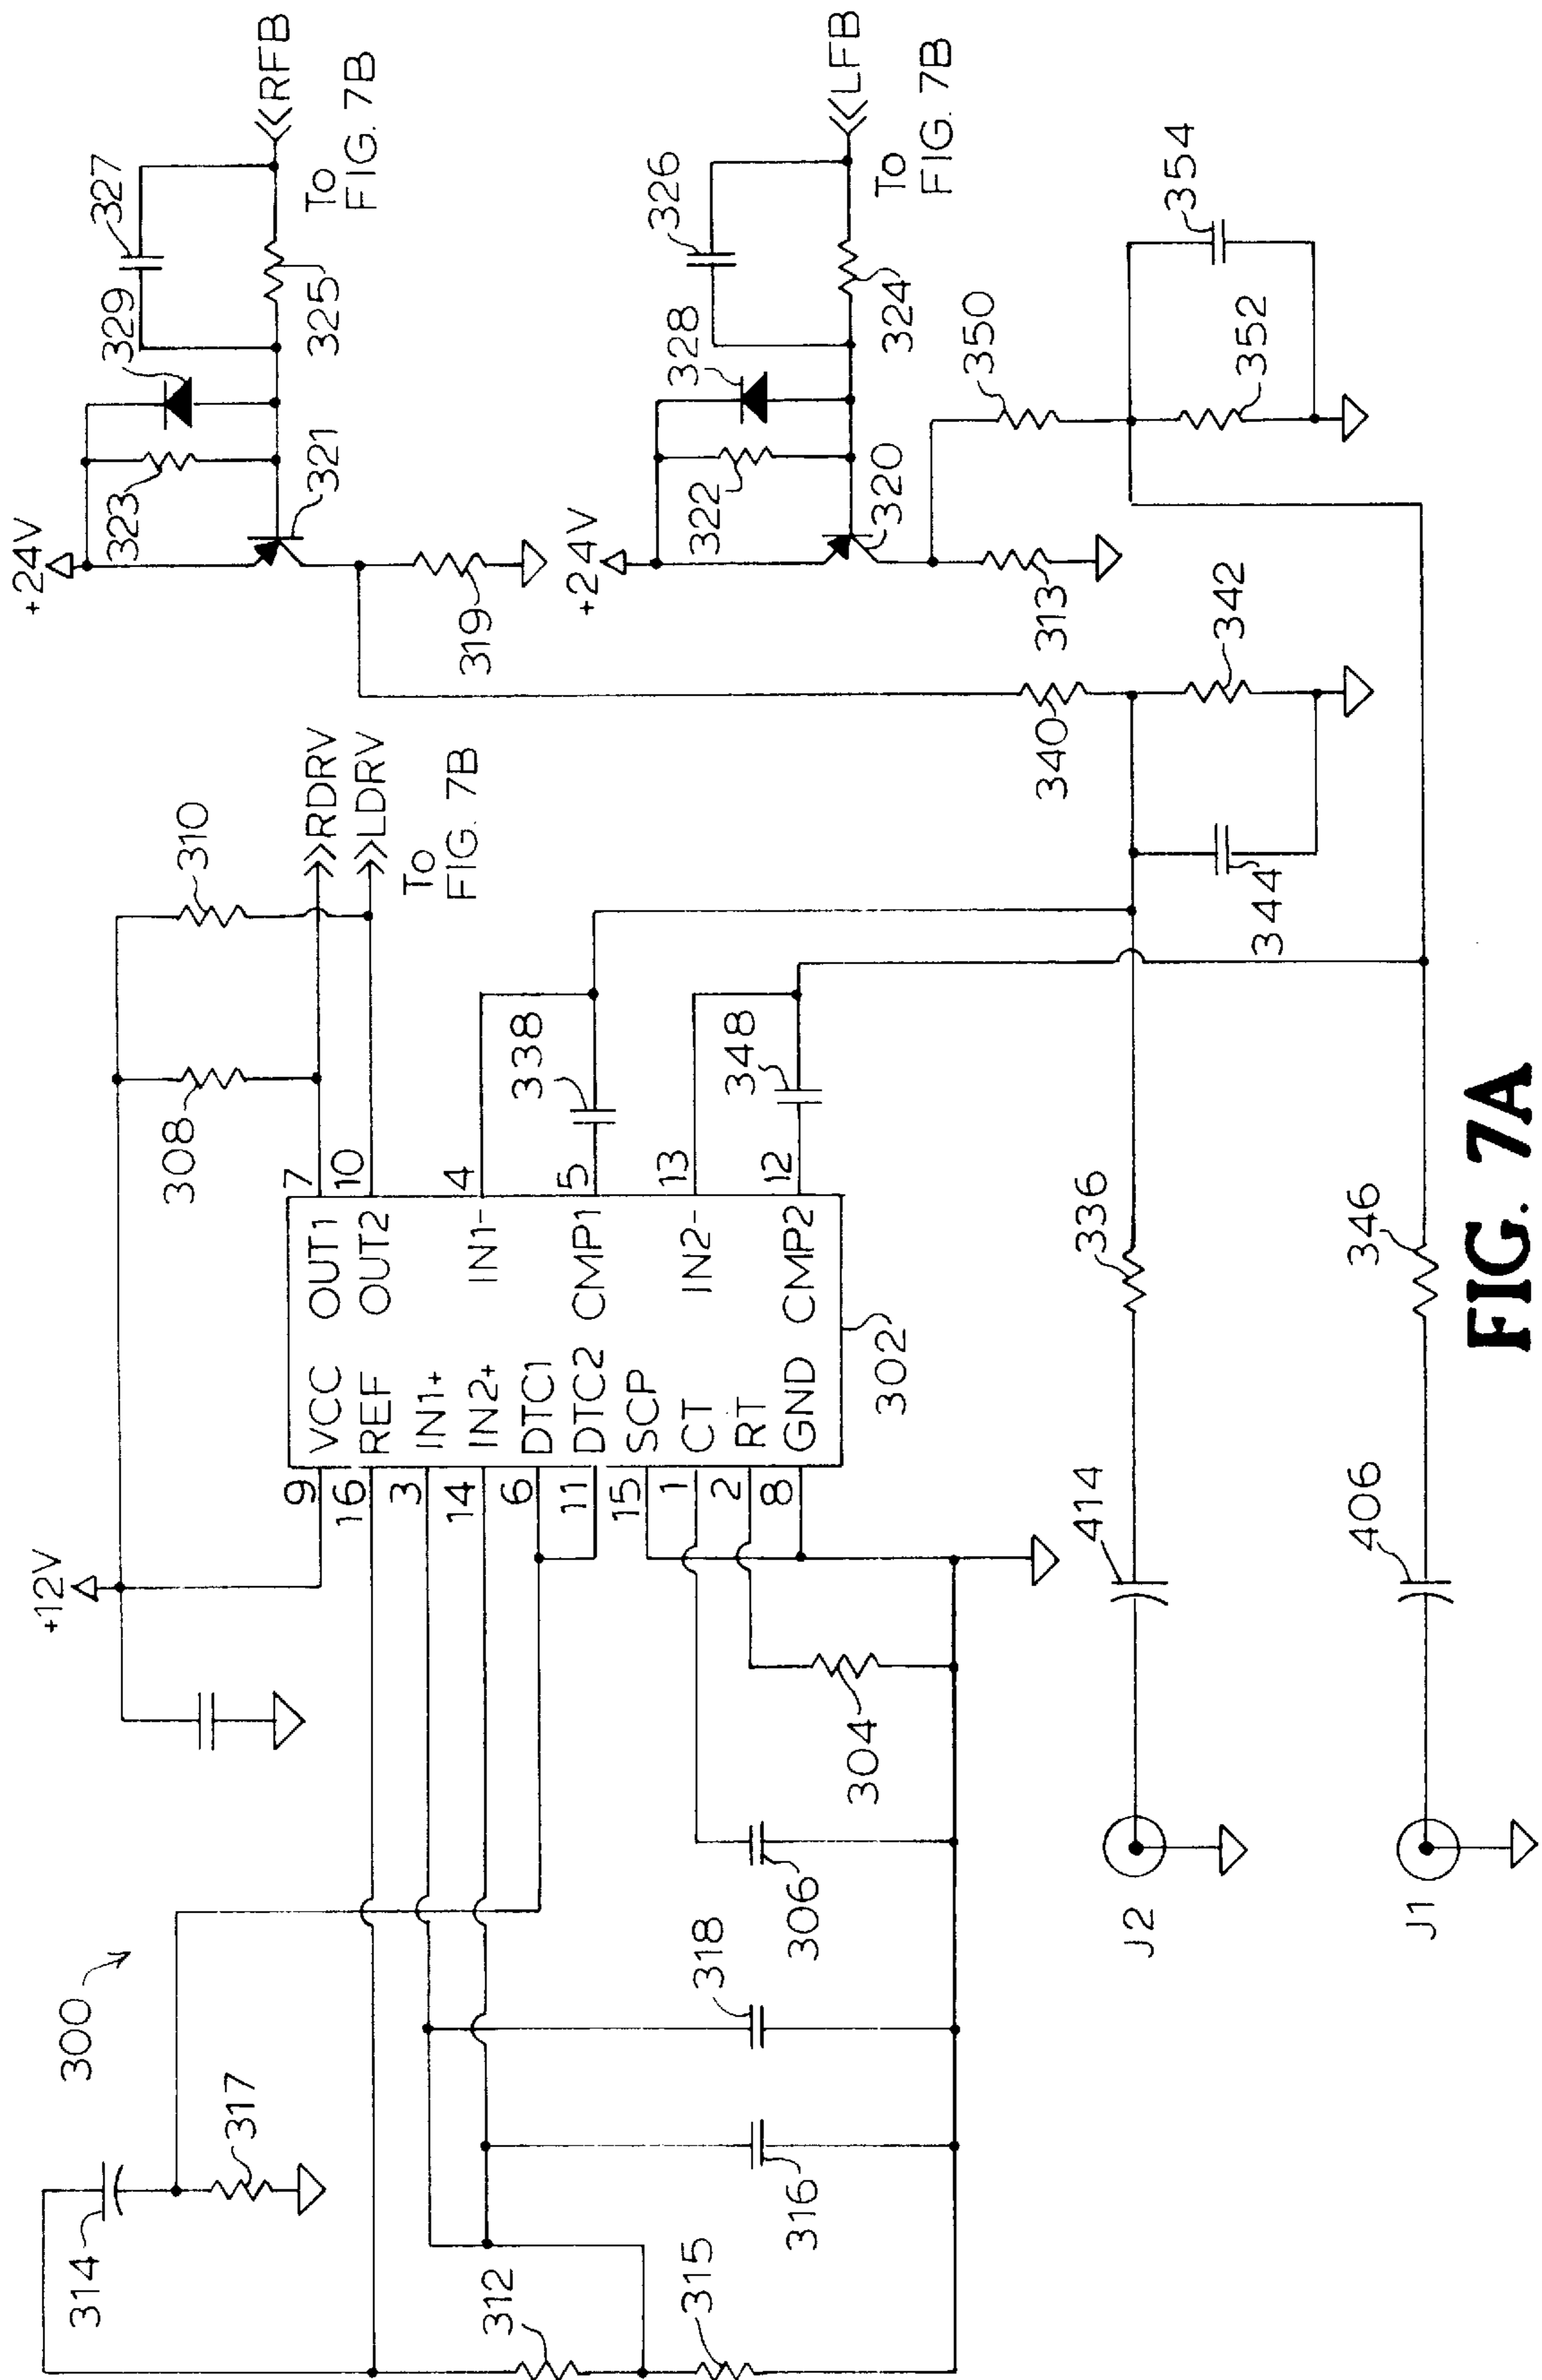 300
314
317
312
315
316
318
306
304
+12V
9
16
3
14
6
11
15
1
2
8
VCC OUT1
REF OUT2
IN1+
IN2+ IN1-
DTC1
DTC2 CMP1
SCP
CT IN2-
RT
GND CMP2
302
7
10
4
5
13
12
308
310
RDRV
LDRV
To
FIG. 7B
338
348
+24V
323
329
327
321
325
RFB
To
FIG. 7B
319
+24V
322
328
326
320
324
LFB
To
FIG. 7B
313
350
352
354
340
342
344
J2
414
336
J1
406
346
FIG. 7A